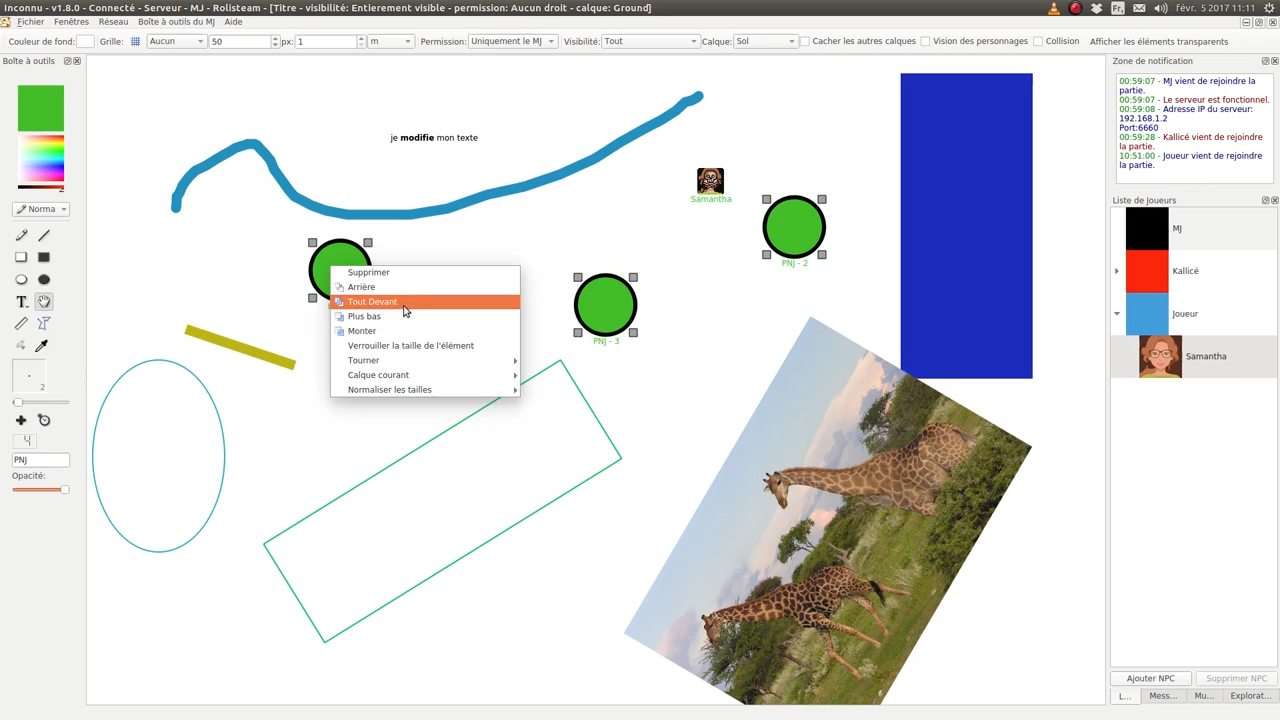 Inconnu - v1.8.0 - Connecté - Serveur - MJ - Rolisteam - [Titre - visibilité: Entierement visible - permission: Aucun droit - calque: Ground]
Fr
févr. 5 2017 11:11
Fichier Fenêtres Réseau Boîte à outils du MJ Aide
Couleur de fond: Grille: Aucun 50 px: 1 m Permission: Uniquement le MJ Visibilité: Tout Calque: Sol Cacher les autres calques Vision des personnages Collision Afficher les éléments transparents
Boîte à outils
Norma
2
PNJ
Opacité:
je modifie mon texte
Samantha
PNJ - 2
PNJ - 3
Supprimer
Arrière
Tout Devant
Plus bas
Monter
Verrouiller la taille de l'élément
Tourner
Calque courant
Normaliser les tailles
Zone de notification
00:59:07 - MJ vient de rejoindre la
partie.
00:59:07 - Le serveur est fonctionnel.
00:59:08 - Adresse IP du serveur:
192.168.1.2
Port:6660
00:59:28 - Kallicé vient de rejoindre
la partie.
10:51:00 - Joueur vient de rejoindre
la partie.
Liste de Joueurs
MJ
Kallicé
Joueur
Samantha
Ajouter NPC Supprimer NPC
L... Mess... Mu... Explorat...